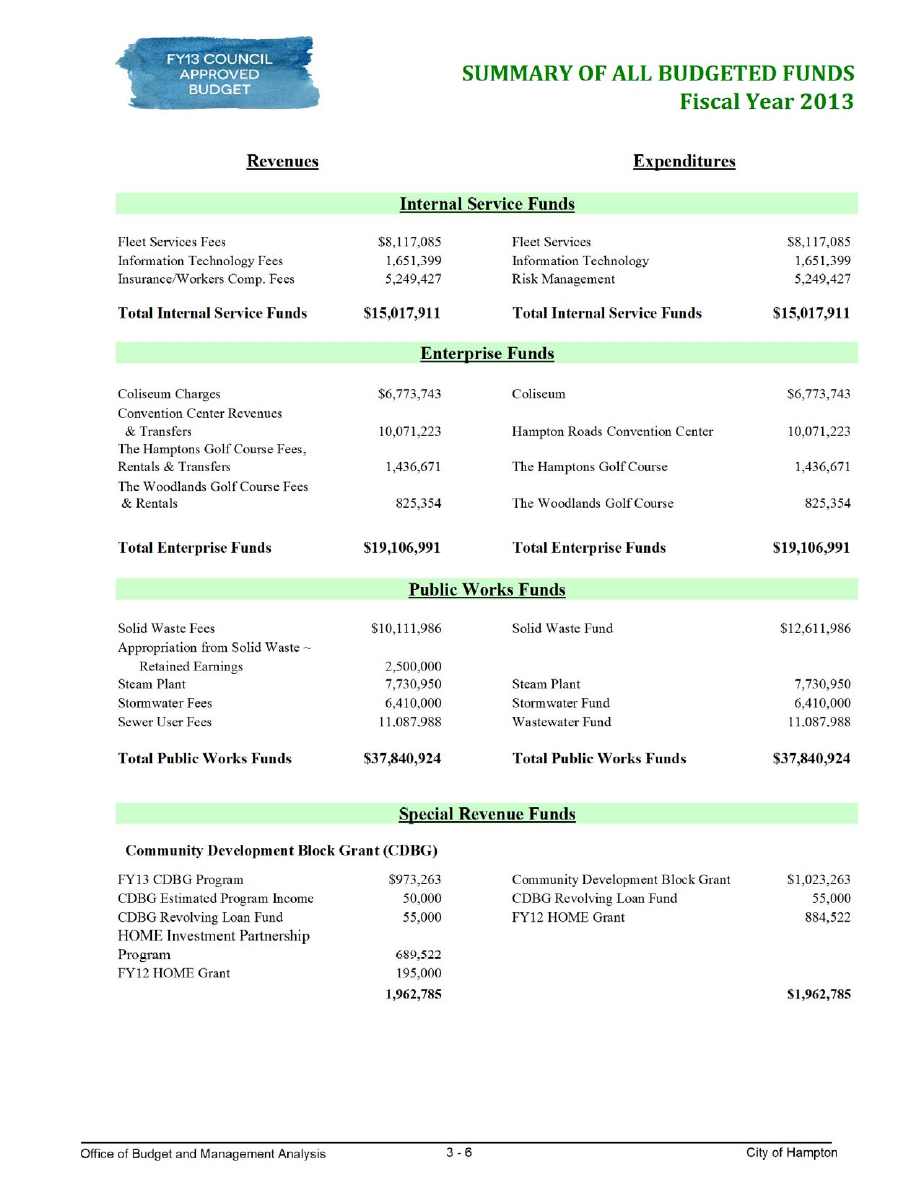 FY13 COUNCIL
APPROVED
BUDGET
SUMMARY OF ALL BUDGETED FUNDS
Fiscal Year 2013
Revenues Expenditures
Internal Service Funds
Fleet Services Fees $8,117,085 Fleet Services $8,117,085
Information Technology Fees 1,651,399 Information Technology 1,651,399
Insurance/Workers Comp. Fees 5,249,427 Risk Management 5,249,427
Total Internal Service Funds $15,017,911 Total Internal Service Funds $15,017,911
Enterprise Funds
Coliseum Charges $6,773,743 Coliseum $6,773,743
Convention Center Revenues
& Transfers 10,071,223 Hampton Roads Convention Center 10,071,223
The Hamptons Golf Course Fees,
Rentals & Transfers 1,436,671 The Hamptons Golf Course 1,436,671
The Woodlands Golf Course Fees
& Rentals 825,354 The Woodlands Golf Course 825,354
Total Enterprise Funds $19,106,991 Total Enterprise Funds $19,106,991
Public Works Funds
Solid Waste Fees $10,111,986 Solid Waste Fund $12,611,986
Appropriation from Solid Waste ~
Retained Earnings 2,500,000
Steam Plant 7,730,950 Steam Plant 7,730,950
Stormwater Fees 6,410,000 Stormwater Fund 6,410,000
Sewer User Fees 11,087,988 Wastewater Fund 11,087,988
Total Public Works Funds $37,840,924 Total Public Works Funds $37,840,924
Special Revenue Funds
Community Development Block Grant (CDBG)
FY13 CDBG Program $973,263 Community Development Block Grant $1,023,263
CDBG Estimated Program Income 50,000 CDBG Revolving Loan Fund 55,000
CDBG Revolving Loan Fund 55,000 FY12 HOME Grant 884,522
HOME Investment Partnership
Program 689,522
FY12 HOME Grant 195,000
1,962,785 $1,962,785
Office of Budget and Management Analysis 3 - 6 City of Hampton